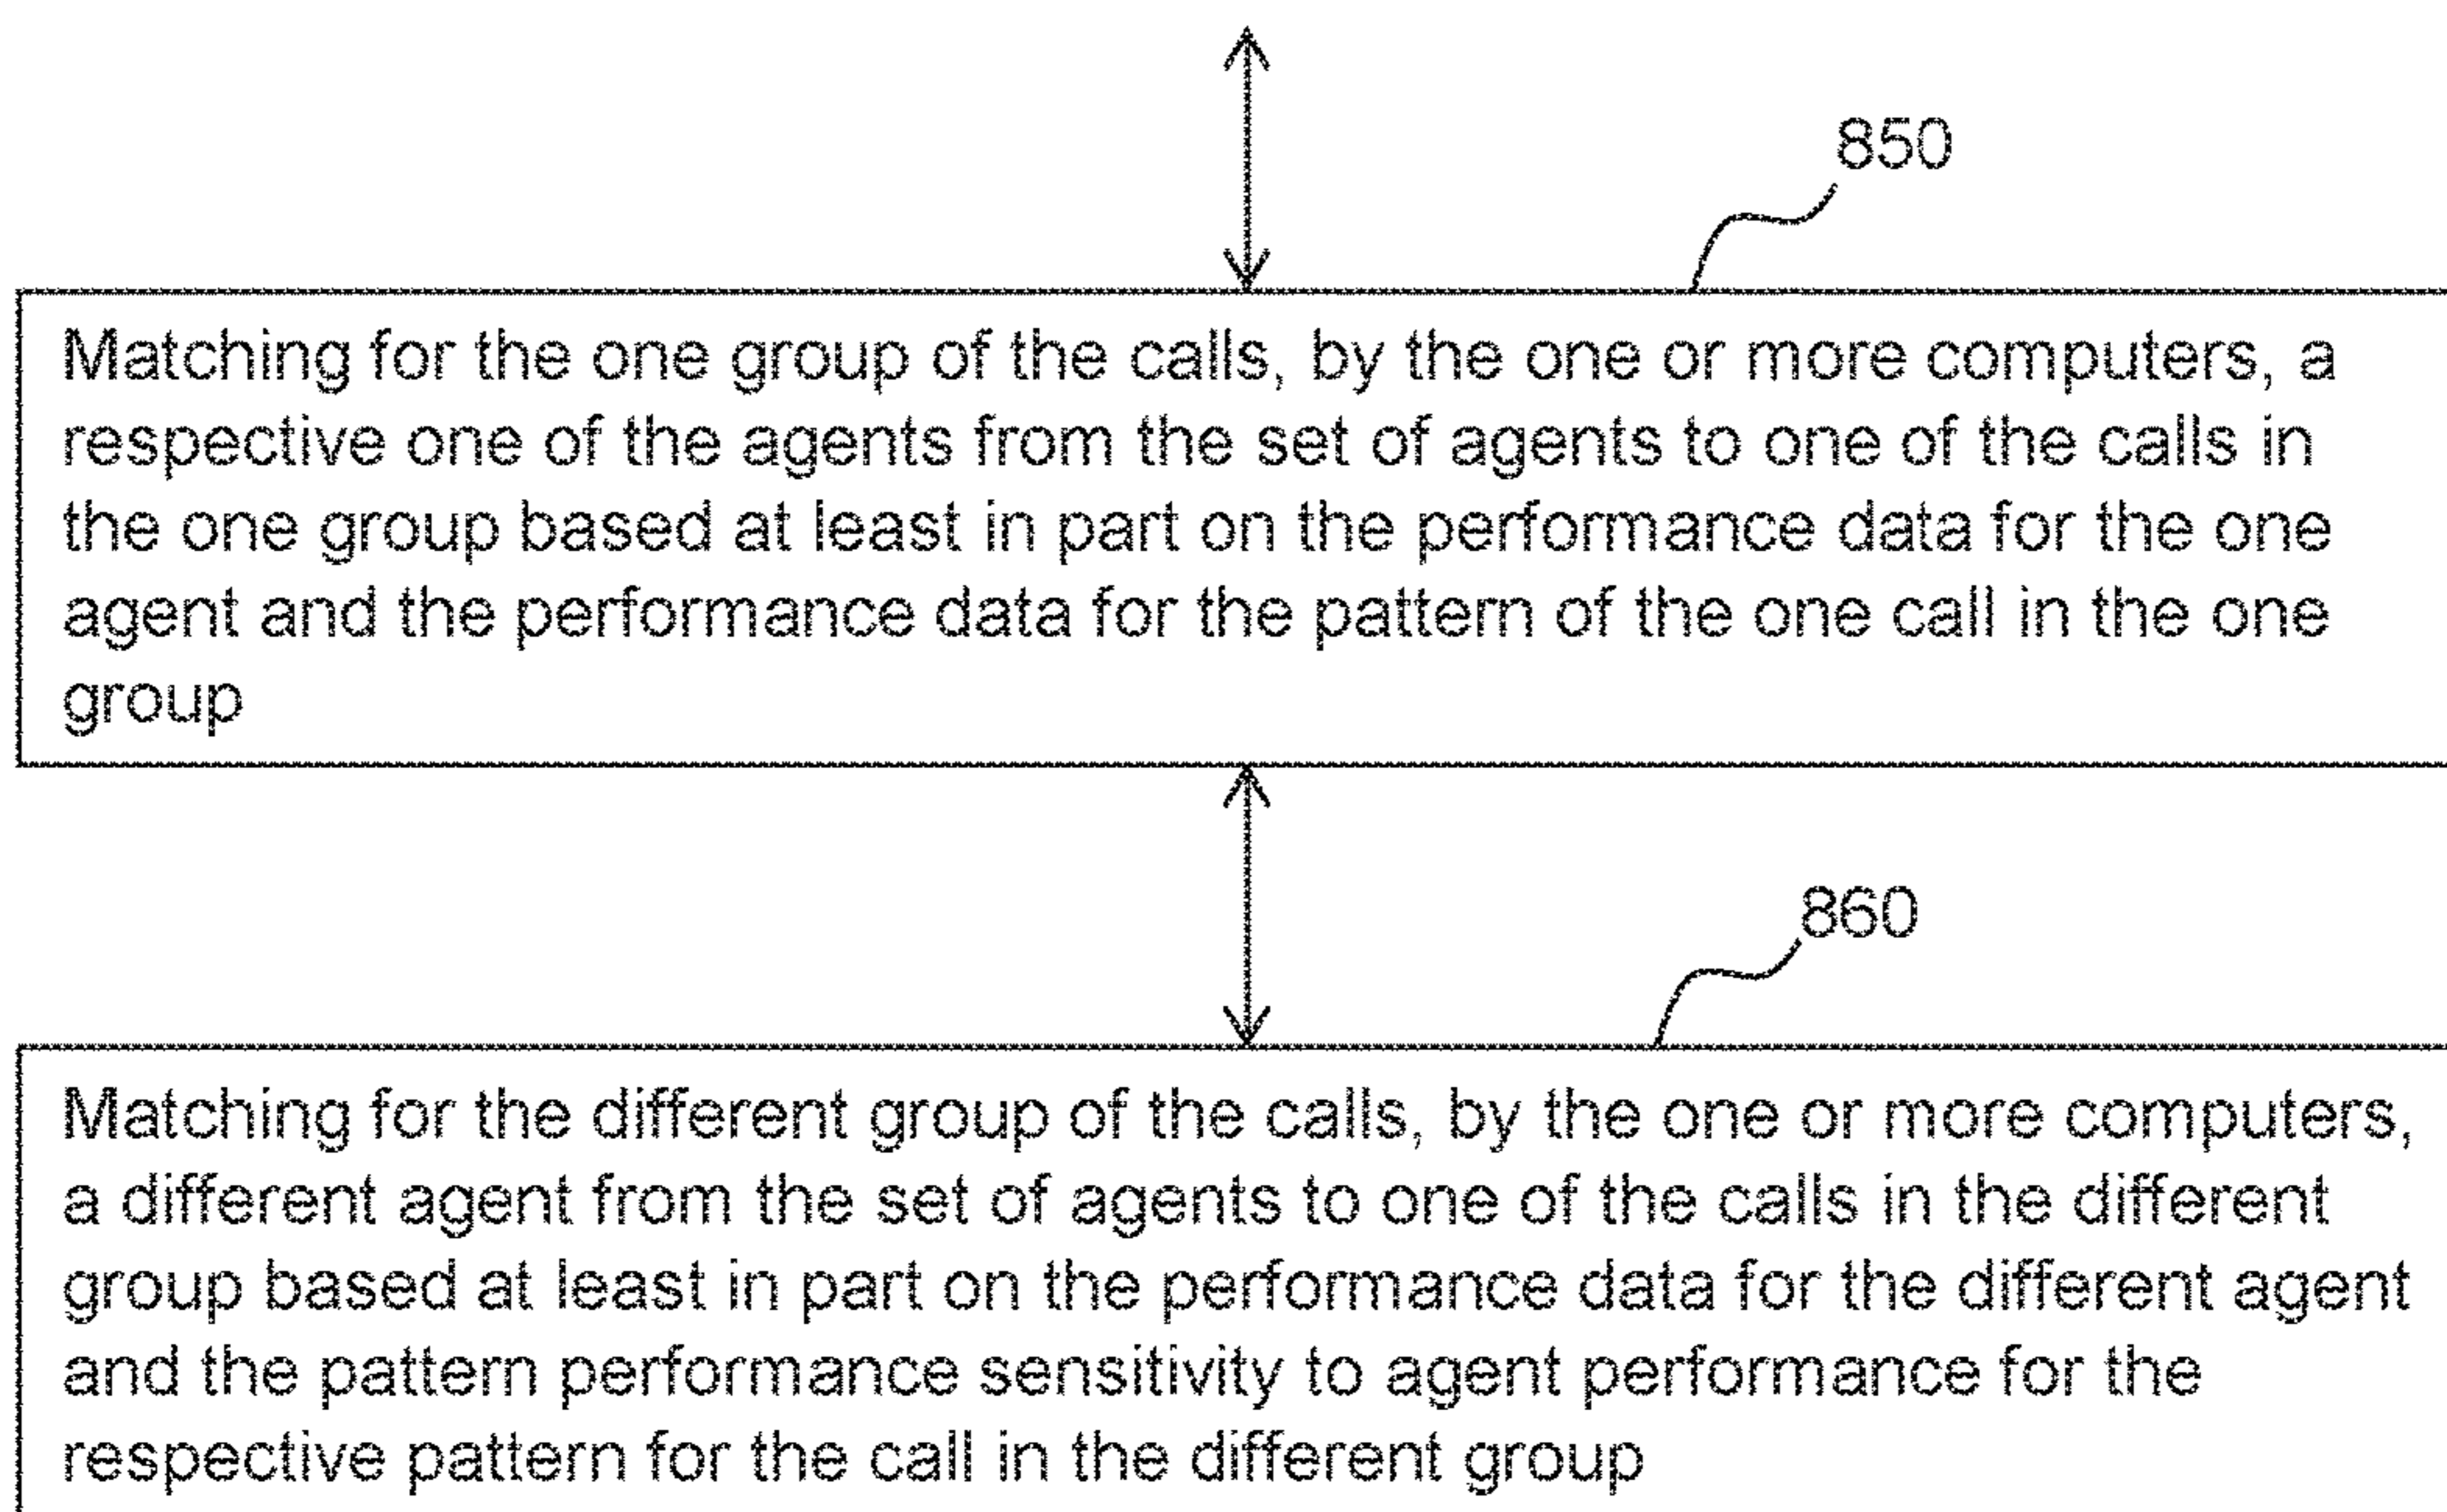 850
Matching for the one group of the calls, by the one or more computers, a
respective one of the agents from the set of agents to one of the calls in
the one group based at least in part on the performance data for the one
agent and the performance data for the pattern of the one call in the one
group
860
Matching for the different group of the calls, by the one or more computers,
a different agent from the set of agents to one of the calls in the different
group based at least in part on the performance data for the different agent
and the pattern performance sensitivity to agent performance for the
respective pattern for the call in the different group